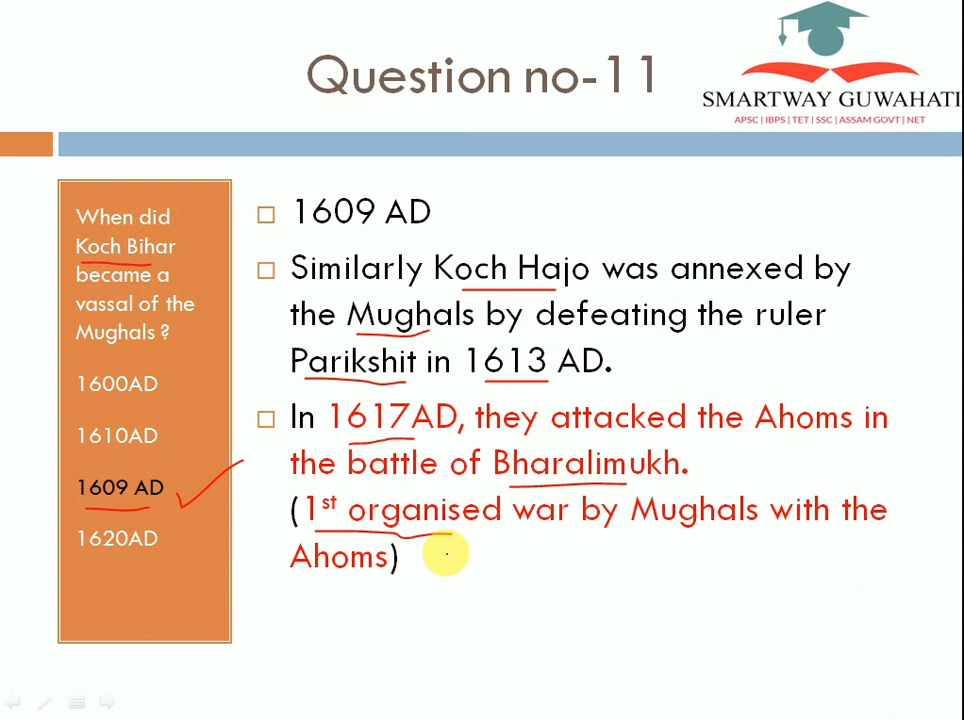 Question no-11
SMARTWAY GUWAHATI
APSC | IBPS | TET | SSC | ASSAM GOVT | NET
When did
Koch Bihar
became a
vassal of the
Mughals ?
1600AD
1610AD
1609 AD
1620AD
1609 AD
Similarly Koch Hajo was annexed by
the Mughals by defeating the ruler
Parikshit in 1613 AD.
In 1617AD, they attacked the Ahoms in
the battle of Bharalimukh.
(1st organised war by Mughals with the
Ahoms)